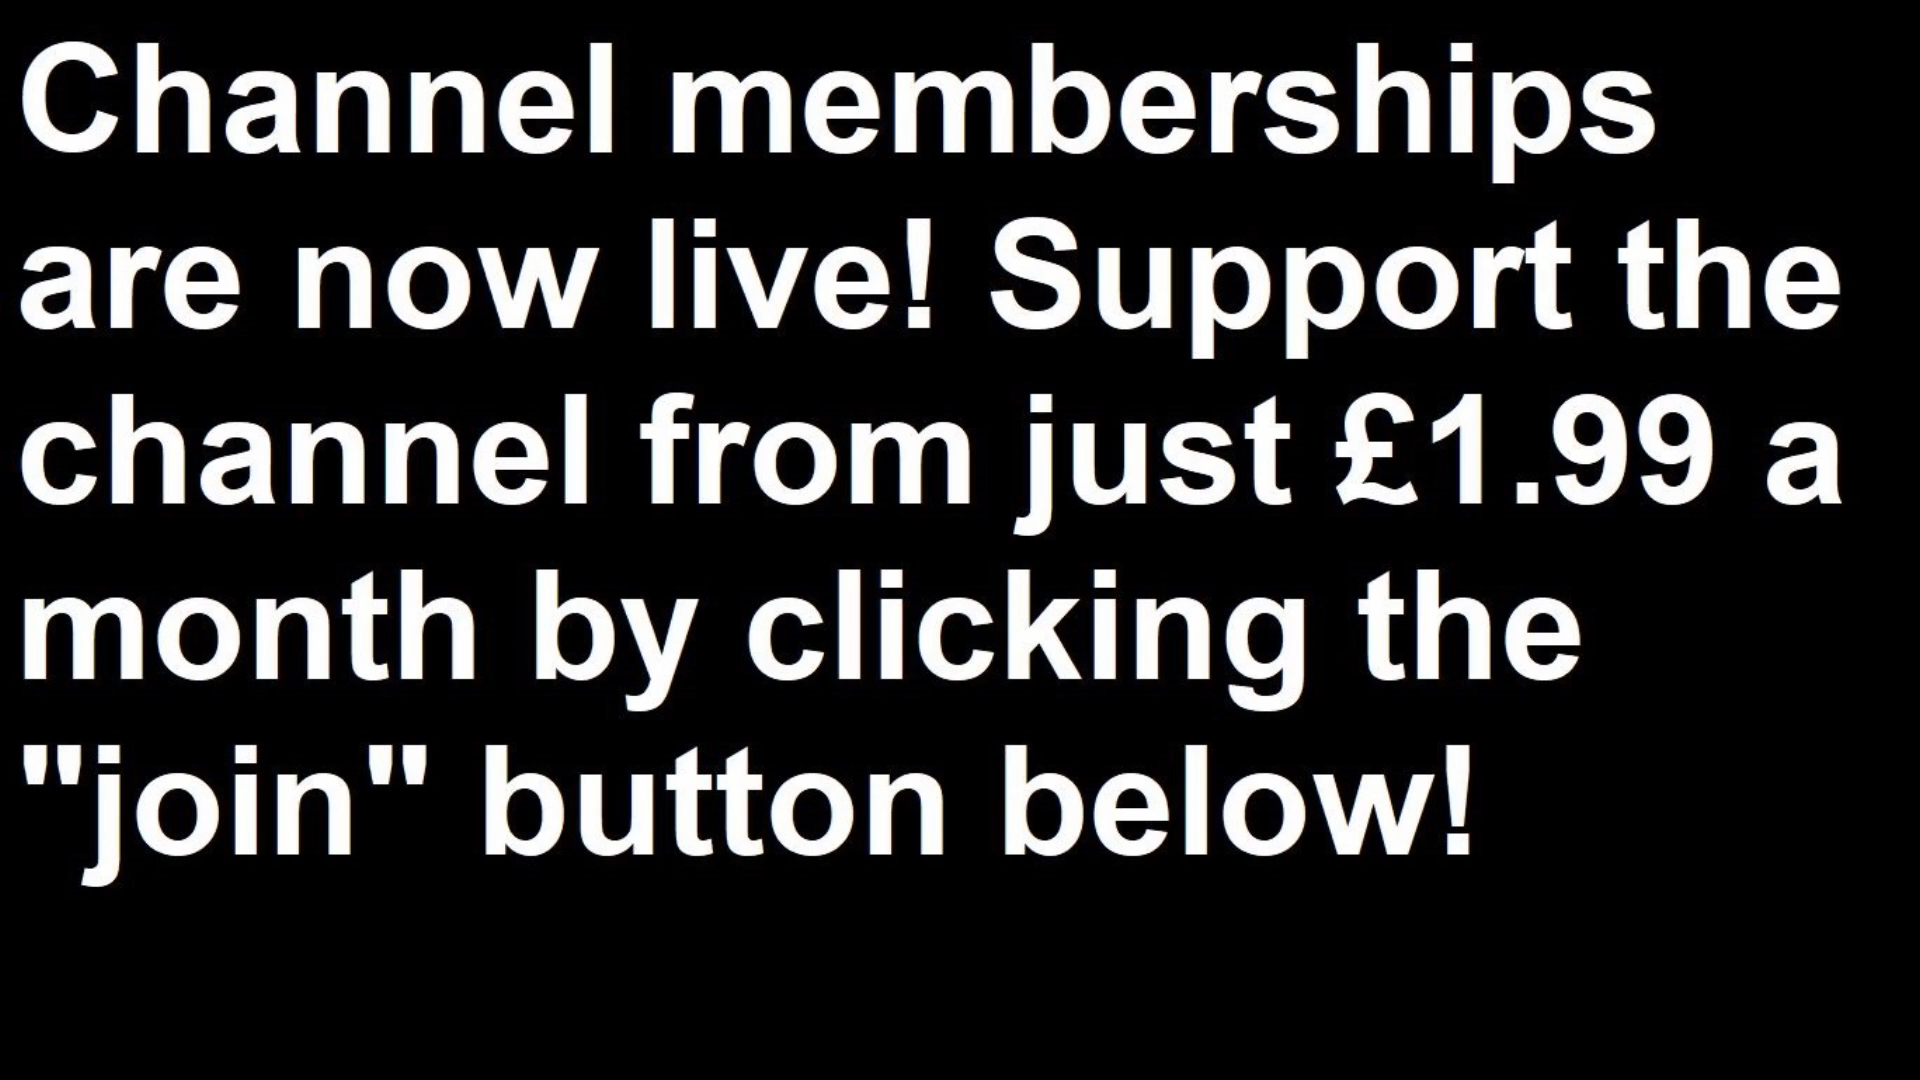 Channel memberships
are now live! Support the
channel from just £1.99 a
month by clicking the
"join" button below!